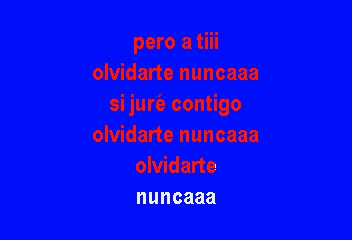 pero a tiii
olvidarte nuncaaa
si juré contigo
olvidarte nuncaaa
olvidarte
nuncaaa